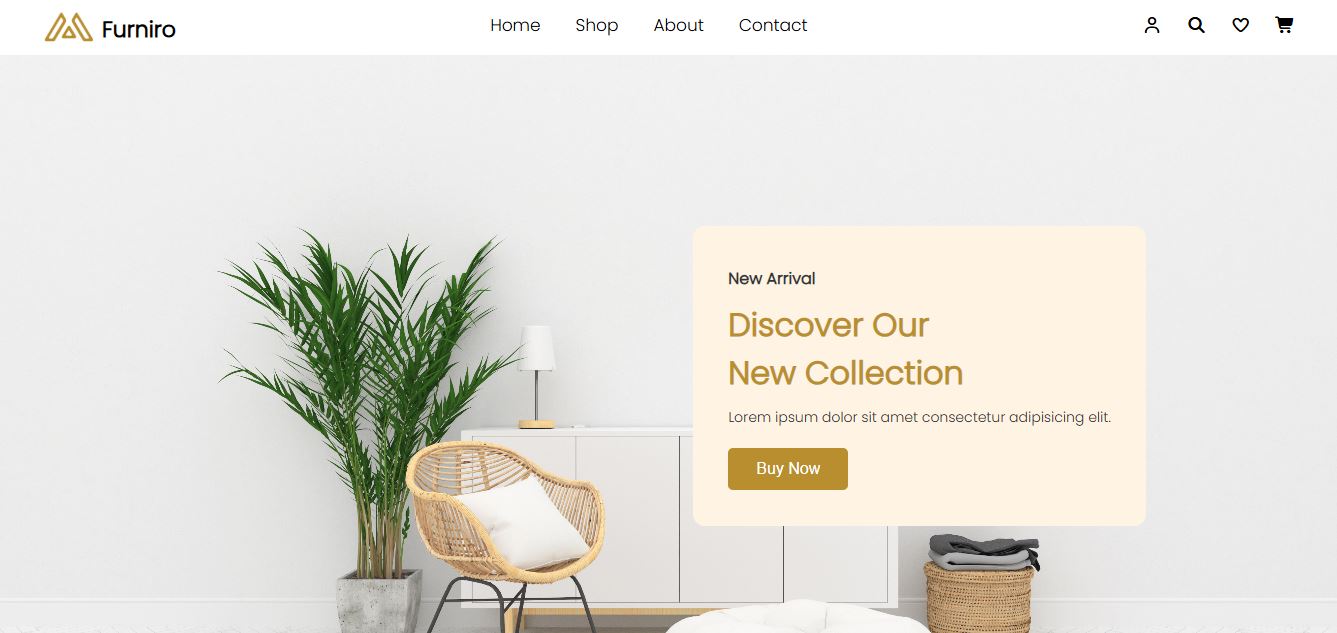 Furniro
Home Shop About Contact
New Arrival
Discover Our
New Collection
Lorem ipsum dolor sit amet consectetur adipisicing elit.
Buy Now